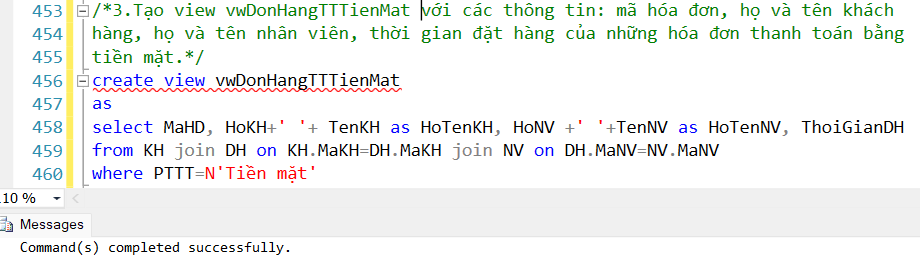 453 /*3.Tạo view vwDonHangTTTienMat với các thông tin: mã hóa đơn, họ và tên khách
454 hàng, họ và tên nhân viên, thời gian đặt hàng của những hóa đơn thanh toán bằng
455 tiền mặt.*/
456 create view vwDonHangTTTienMat
457 as
458 select MaHD, HoKH+' '+ TenKH as HoTenKH, HoNV +' '+TenNV as HoTenNV, ThoiGianDH
459 from KH join DH on KH.MaKH=DH.MaKH join NV on DH.MaNV=NV.MaNV
460 where PTTT=N'Tiền mặt'
10 %
Messages
Command(s) completed successfully.